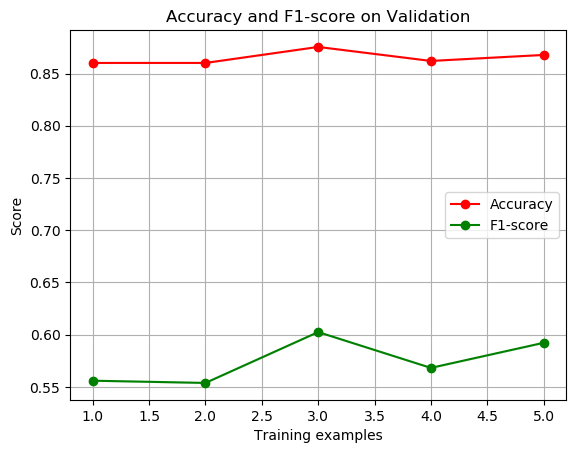 Accuracy and F1-score on Validation
0.85
0.80
0.75
0.70
0.65
0.60
0.55
Score
Accuracy
F1-score
1.0 1.5 2.0 2.5 3.0 3.5 4.0 4.5 5.0
Training examples